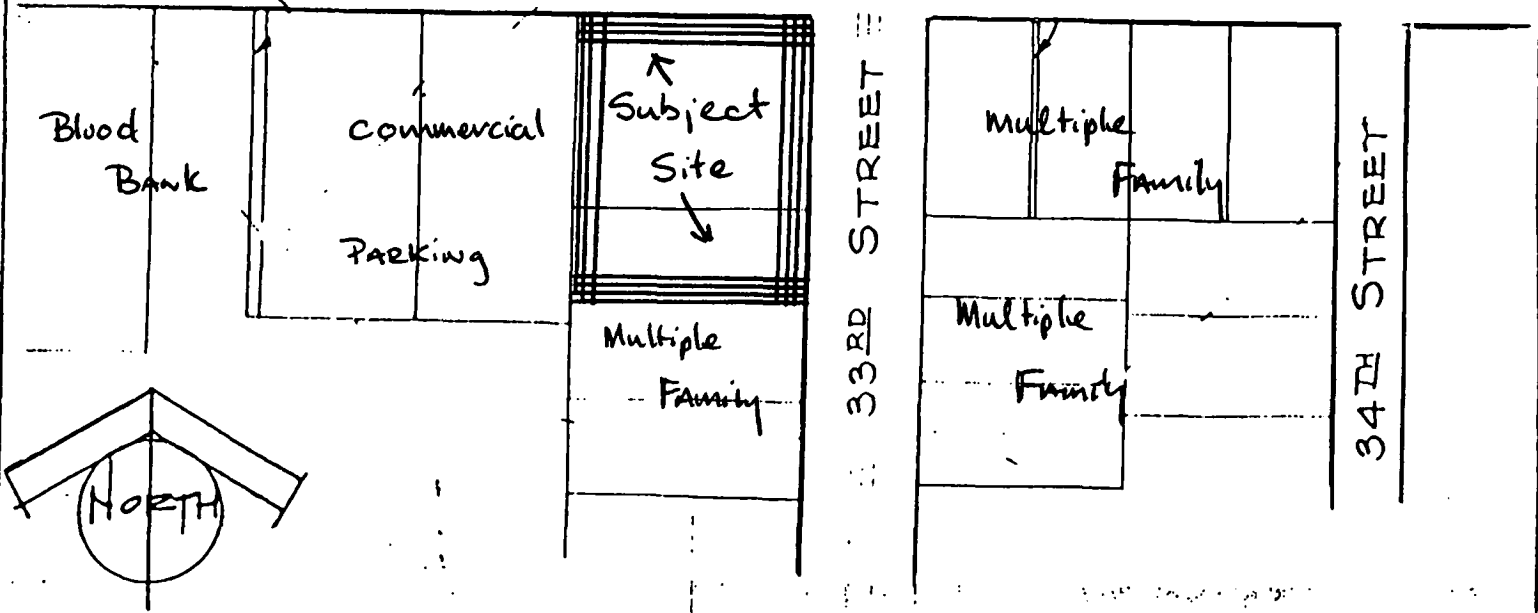 Blood
Bank
Commercial
Parking
Subject
Site
Multiple
Family
33RD STREET
Multiple
Family
Multiple
Family
34TH STREET
NORTH